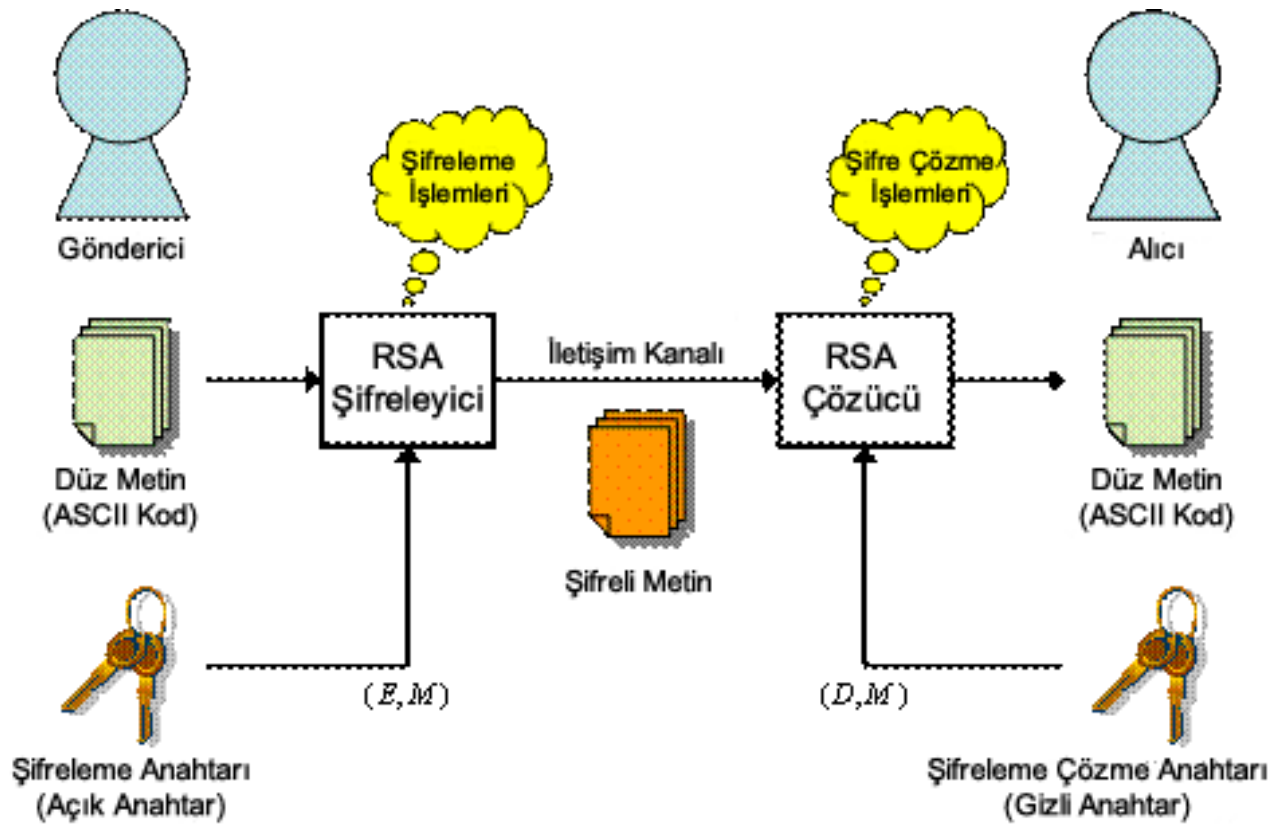 Gönderici
Alıcı
Şifreleme
İşlemleri
Şifre Çözme
İşlemleri
Düz Metin
(ASCII Kod)
RSA
Şifreleyici
İletişim Kanalı
Şifreli Metin
RSA
Çözücü
Düz Metin
(ASCII Kod)
(E,M)
(D,M)
Şifreleme Anahtarı
(Açık Anahtar)
Şifreleme Çözme Anahtarı
(Gizli Anahtar)